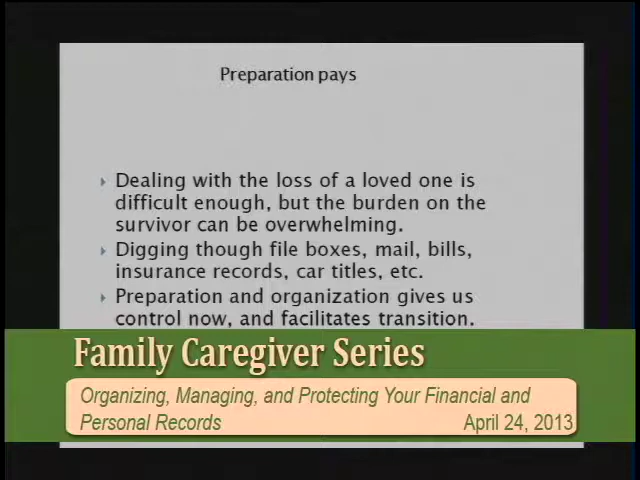 Preparation pays
Dealing with the loss of a loved one is
difficult enough, but the burden on the
survivor can be overwhelming.
Digging though file boxes, mail, bills,
insurance records, car titles, etc.
Preparation and organization gives us
control now, and facilitates transition.
Family Caregiver Series
Organizing, Managing, and Protecting Your Financial and
Personal Records April 24, 2013